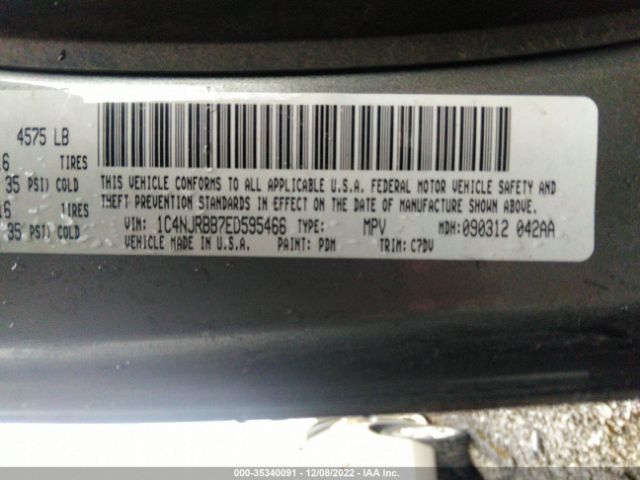 4575 LB
16 TIRES
35 PSI) COLD
16 TIRES
35 PSI) COLD
THIS VEHICLE CONFORMS TO ALL APPLICABLE U.S.A. FEDERAL MOTOR VEHICLE SAFETY AND
THEFT PREVENTION STANDARDS IN EFFECT ON THE DATE OF MANUFACTURE SHOWN ABOVE.
VIN: 1C4NJRBB7ED595466 TYPE: MPV MDH: 090312 042AA
VEHICLE MADE IN U.S.A. PAINT: PDM TRIM: C7DV
000-35340091 - 12/08/2022 - IAA Inc.